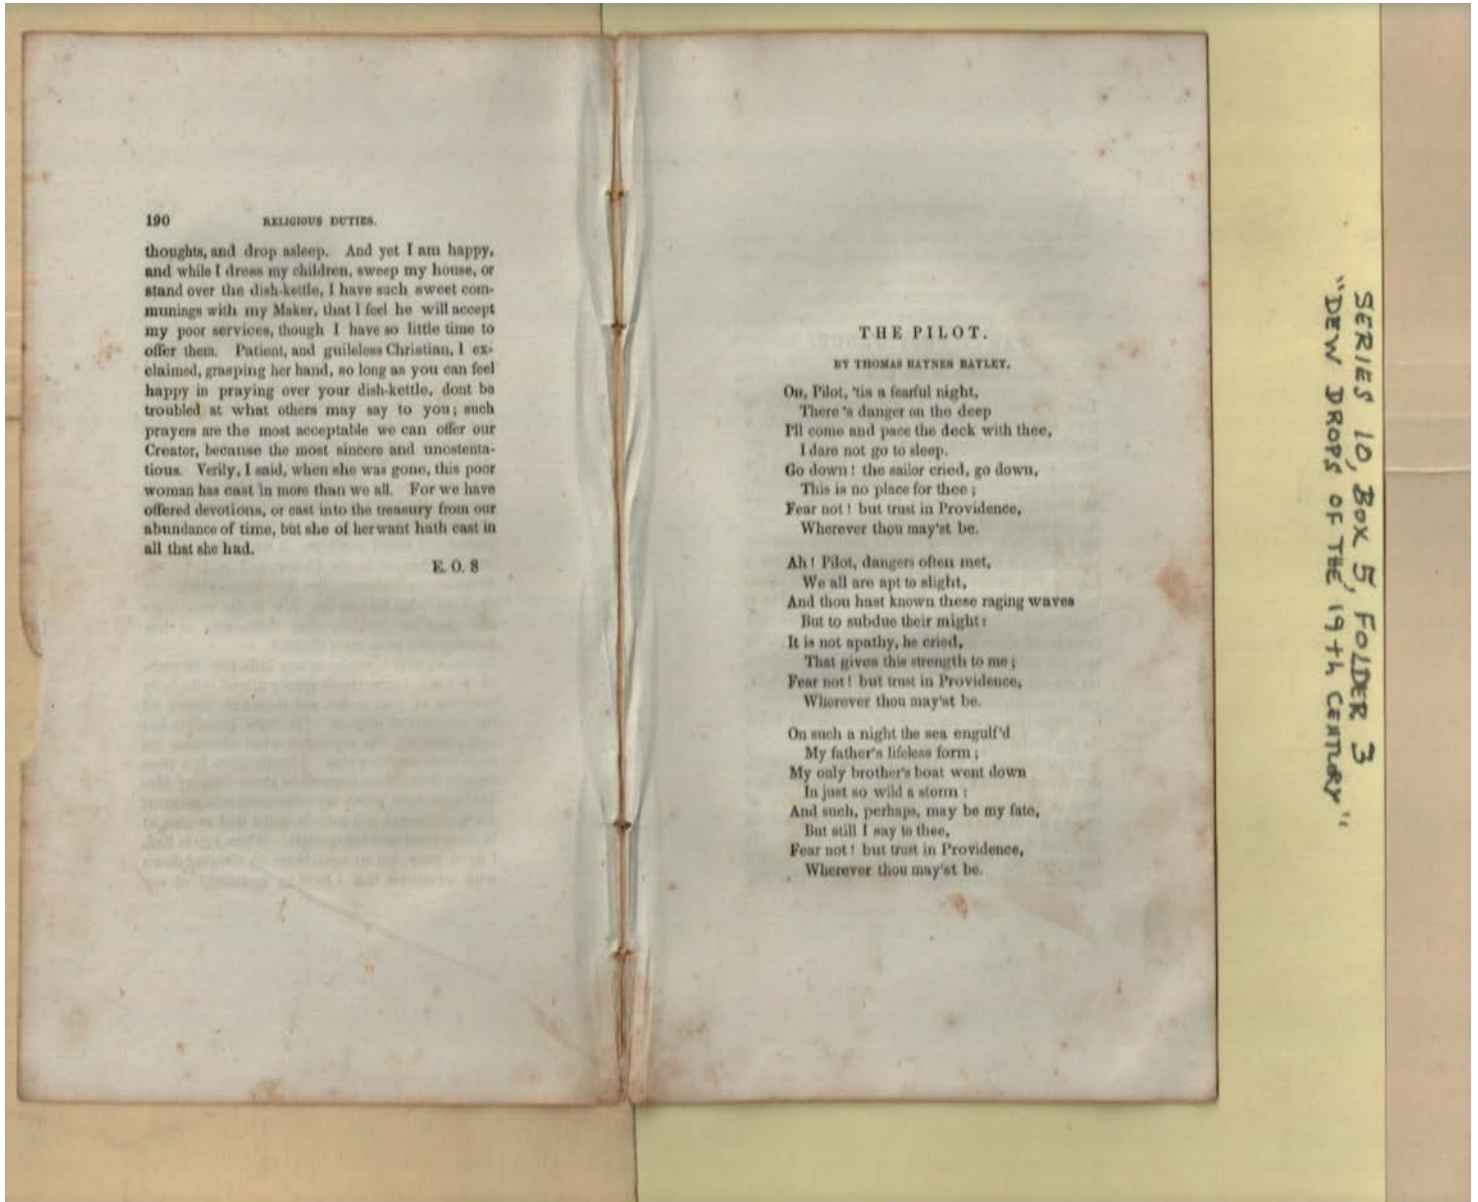 190 RELIGIOUS DUTIES.
thoughts, and drop asleep. And yet I am happy,
and while I dress my children, sweep my house, or
stand over the dish-kettle, I have such sweet com-
munings with my Maker, that I feel he will accept
my poor services, though I have so little time to
offer them. Patient, and guileless Christian, I ex-
claimed, grasping her hand, so long as you can feel
happy in praying over your dish-kettle, dont be
troubled at what others may say to you; such
prayers are the most acceptable we can offer our
Creator, because the most sincere and unostenta-
tious. Verily, I said, when she was gone, this poor
woman has cast in more than we all. For we have
offered devotions, or cast into the treasury from our
abundance of time, but she of her want hath cast in
all that she had.
E. O. S
THE PILOT.
BY THOMAS HAYNES BAYLEY.
OH, Pilot, 'tis a fearful night,
There 's danger on the deep
I'll come and pace the deck with thee,
I dare not go to sleep.
Go down! the sailor cried, go down,
This is no place for thee;
Fear not! but trust in Providence,
Wherever thou may'st be.
Ah! Pilot, dangers often met,
We all are apt to slight,
And thou hast known these raging waves
But to subdue their might:
It is not apathy, he cried,
That gives this strength to me;
Fear not! but trust in Providence,
Wherever thou may'st be.
On such a night the sea engulf'd
My father's lifeless form;
My only brother's boat went down
In just so wild a storm:
And such, perhaps, may be my fate,
But still I say to thee,
Fear not! but trust in Providence,
Wherever thou may'st be.
SERIES 10, BOX 5, FOLDER 3
"DEW DROPS OF THE 19th CENTURY"